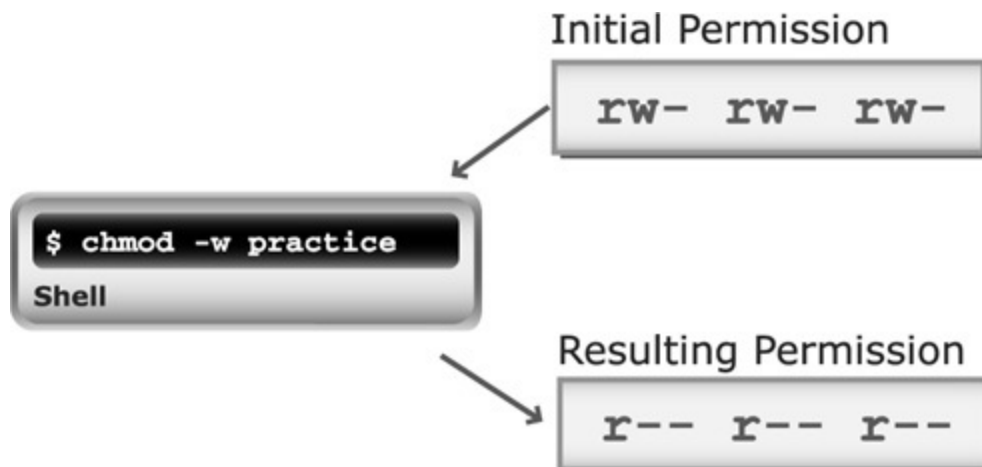 Initial Permission
rw- rw- rw-
$ chmod -w practice
Shell
Resulting Permission
r-- r-- r--